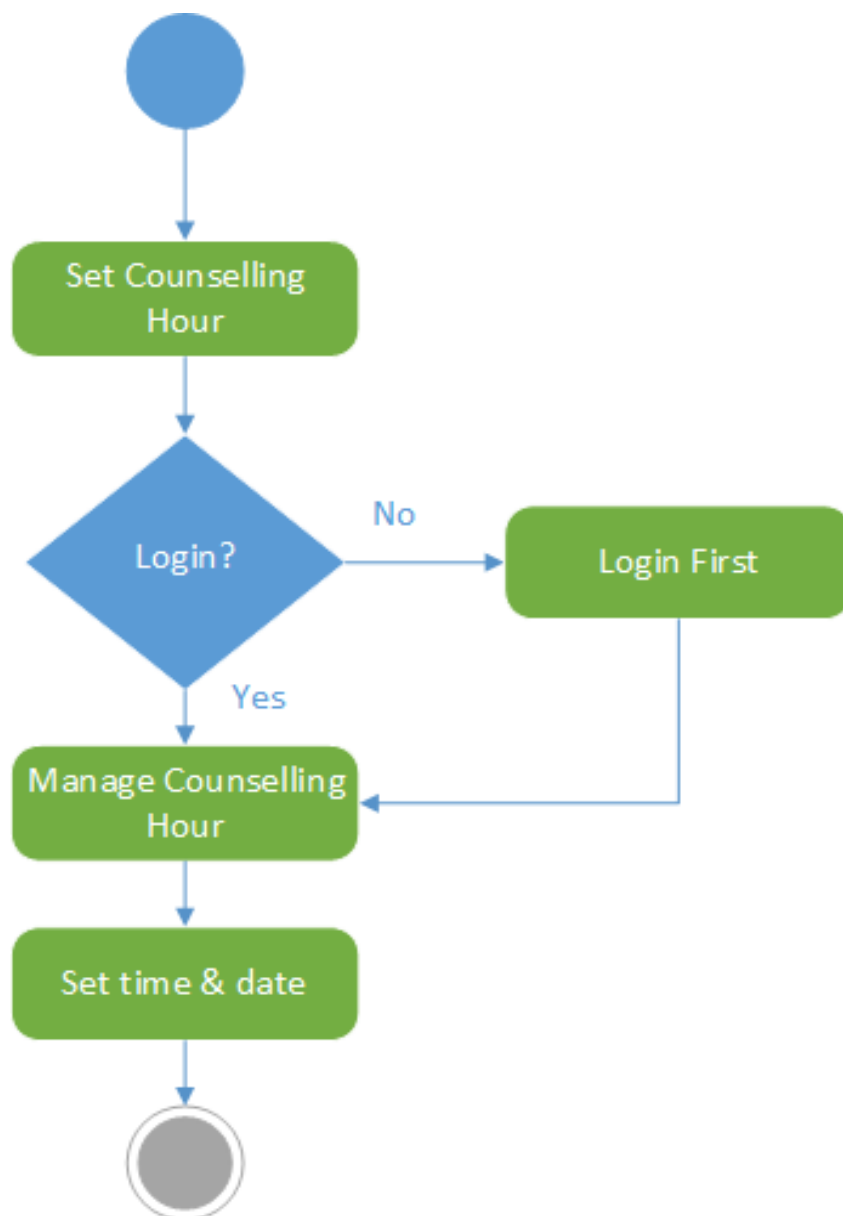 Set Counselling
Hour
Login?
No
Login First
Yes
Manage Counselling
Hour
Set time & date